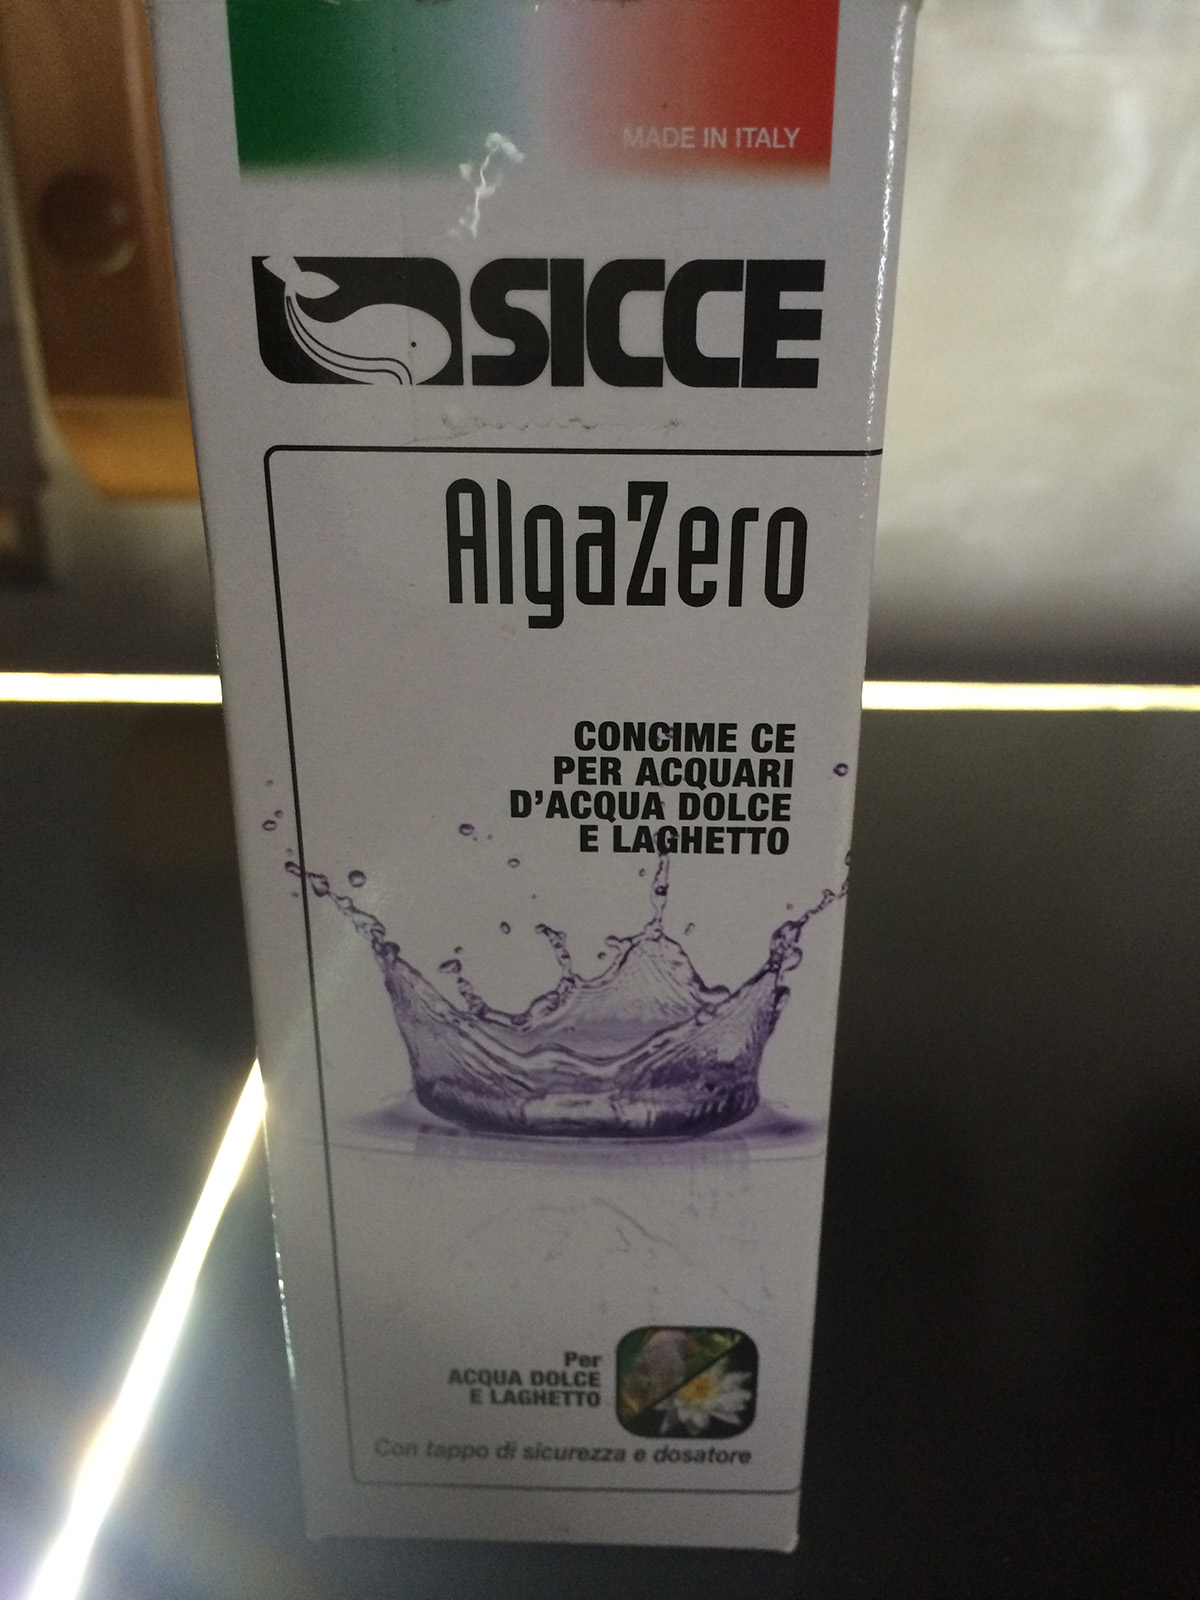 MADE IN ITALY
SICCE
AlgaZero
CONCIME CE
PER ACQUARI
D'ACQUA DOLCE
E LAGHETTO
Per
ACQUA DOLCE
E LAGHETTO
Con tappo di sicurezza e dosatore